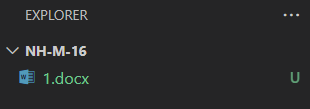 EXPLORER ...
NH-M-16
1.docx U